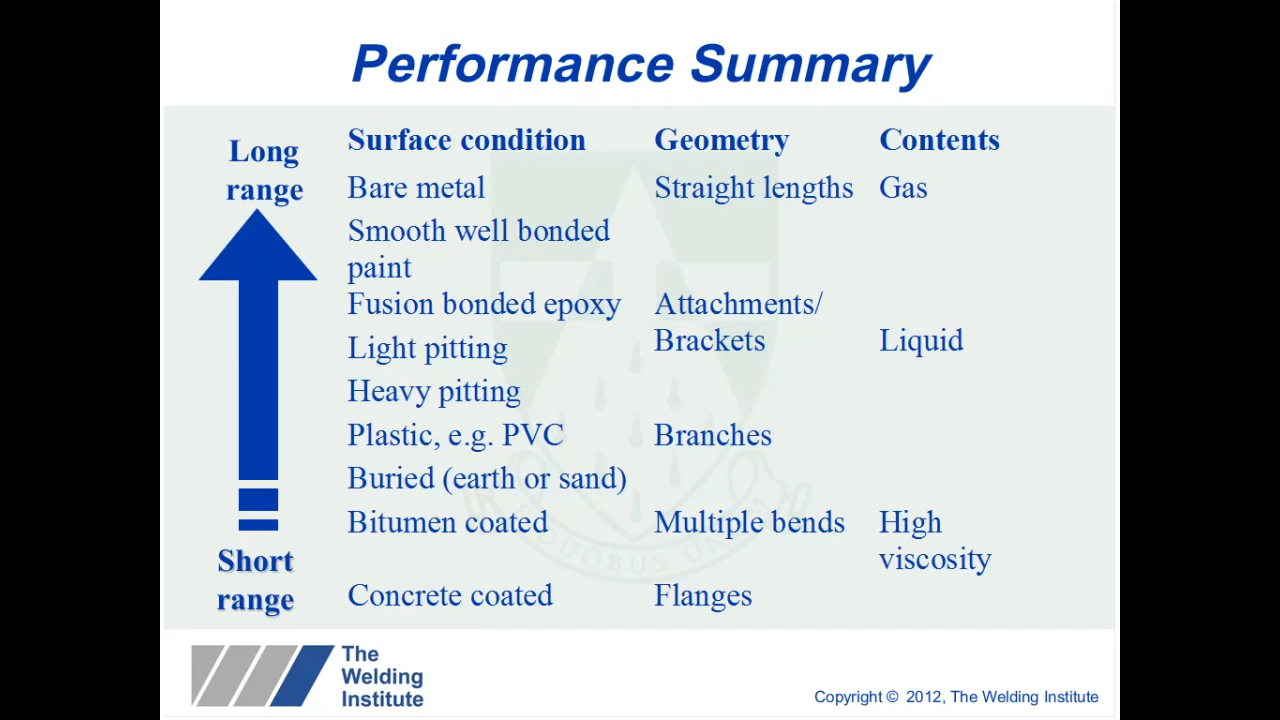 Performance Summary
Long
range
Surface condition Geometry Contents
Bare metal Straight lengths Gas
Smooth well bonded
paint
Fusion bonded epoxy Attachments/
Brackets Liquid
Light pitting
Heavy pitting
Plastic, e.g. PVC Branches
Buried (earth or sand)
Bitumen coated Multiple bends High
viscosity
Short
range
Concrete coated Flanges
The
Welding
Institute
Copyright © 2012, The Welding Institute